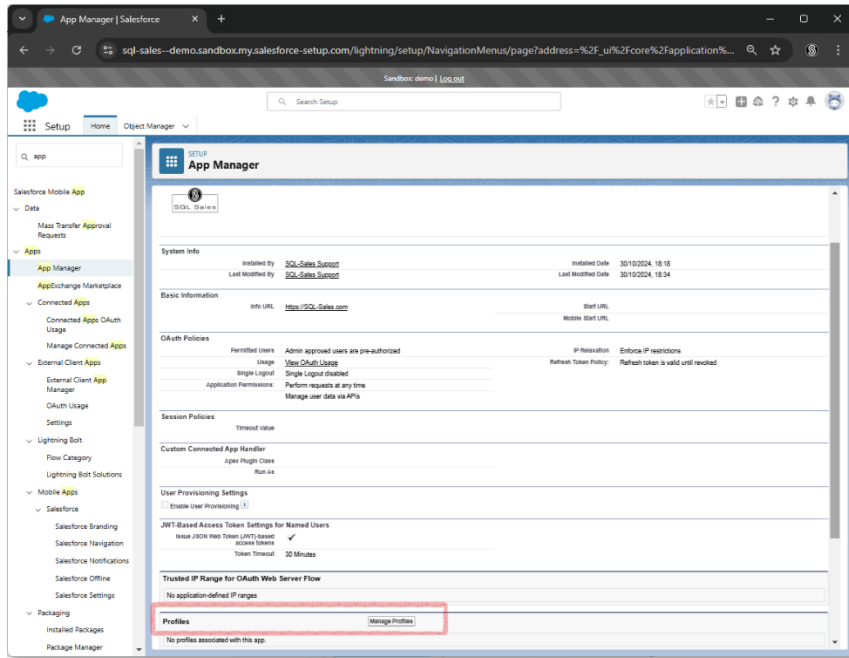 App Manager | Salesforce
sql-sales--demo.sandbox.my.salesforce-setup.com/lightning/setup/NavigationMenus/page?address=%2F_ui%2Fcore%2Fapplication%...
Sandbox: demo | Log out
Search Setup
Setup Home Object Manager
app
SETUP
App Manager
Salesforce Mobile App
Data
Mass Transfer Approval
Requests
Apps
App Manager
AppExchange Marketplace
Connected Apps
Connected Apps OAuth
Usage
Manage Connected Apps
External Client Apps
External Client App
Manager
OAuth Usage
Settings
Lightning Bolt
Flow Category
Lightning Bolt Solutions
Mobile Apps
Salesforce
Salesforce Branding
Salesforce Navigation
Salesforce Notifications
Salesforce Offline
Salesforce Settings
Packaging
Installed Packages
Package Manager
SQL Sales
System Info
Installed By SQL-Sales Support Installed Date 30/10/2024, 18:18
Last Modified By SQL-Sales Support Last Modified Date 30/10/2024, 18:34
Basic Information
Info URL https://SQL-Sales.com Start URL
Mobile Start URL
OAuth Policies
Permitted Users Admin approved users are pre-authorized IP Relaxation Enforce IP restrictions
Usage View OAuth Usage Refresh Token Policy: Refresh token is valid until revoked
Single Logout Single Logout disabled
Application Permissions: Perform requests at any time
Manage user data via APIs
Session Policies
Timeout Value
Custom Connected App Handler
Apex Plugin Class
Run As
User Provisioning Settings
Enable User Provisioning
JWT-Based Access Token Settings for Named Users
Issue JSON Web Token (JWT)-based
access tokens
Token Timeout 30 Minutes
Trusted IP Range for OAuth Web Server Flow
No application-defined IP ranges
Profiles Manage Profiles
No profiles associated with this app.